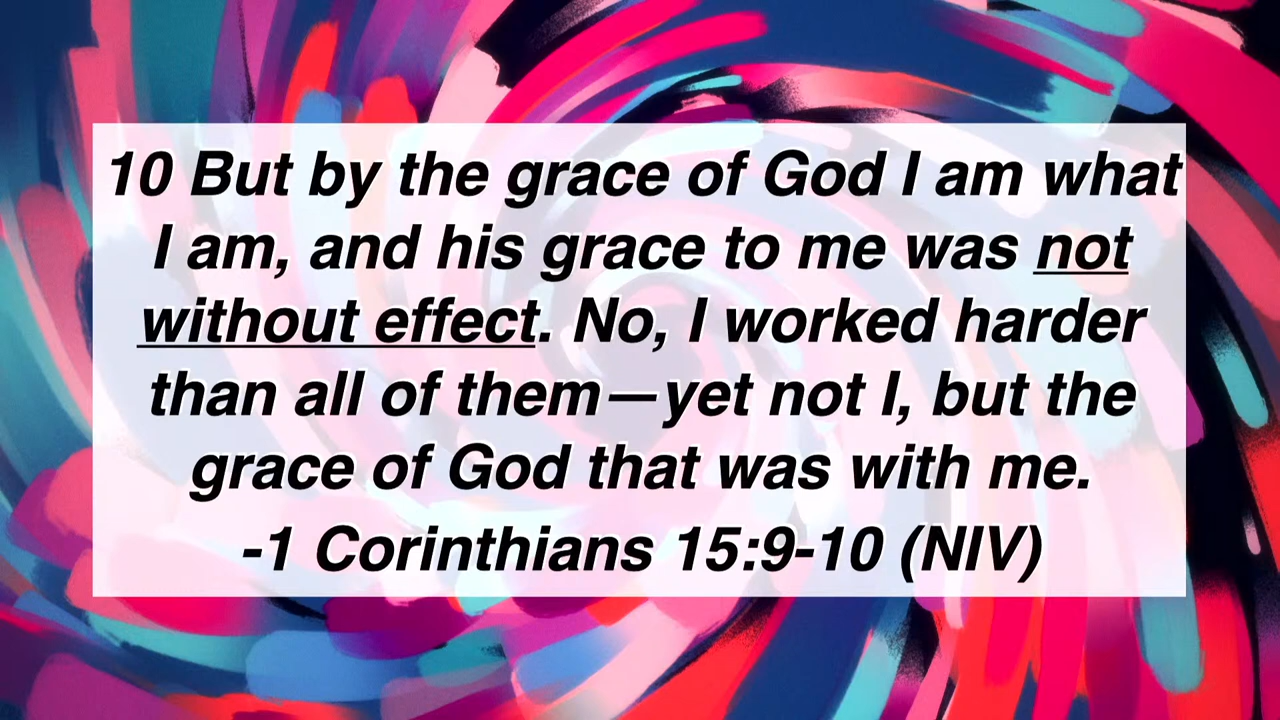 10 But by the grace of God I am what
I am, and his grace to me was not
without effect. No, I worked harder
than all of them—yet not I, but the
grace of God that was with me.
-1 Corinthians 15:9-10 (NIV)